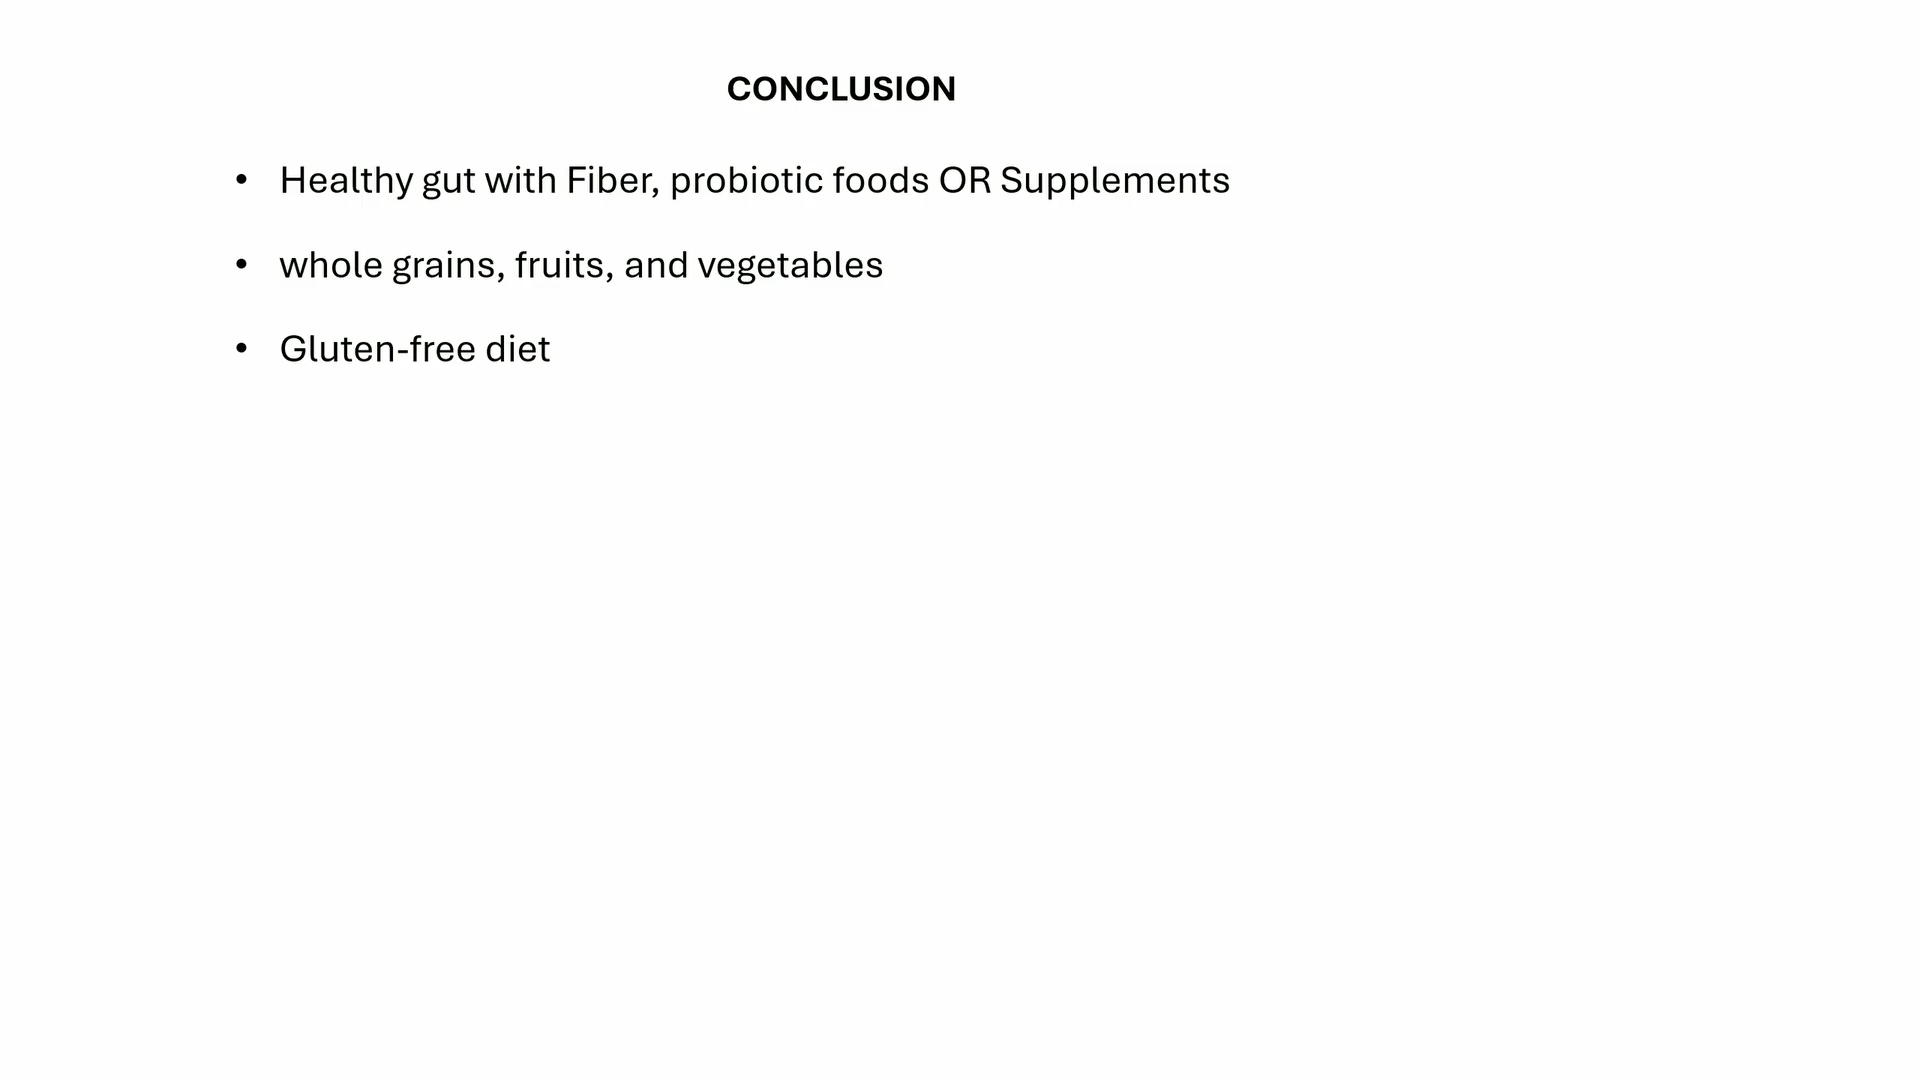 CONCLUSION
• Healthy gut with Fiber, probiotic foods OR Supplements
• whole grains, fruits, and vegetables
• Gluten-free diet